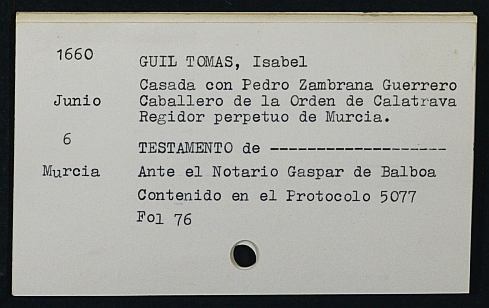 1660
GUIL TOMAS, Isabel
Casada con Pedro Zambrana Guerrero
Junio Caballero de la Orden de Calatrava
Regidor perpetuo de Murcia.
6
TESTAMENTO de -------------------
Murcia Ante el Notario Gaspar de Balboa
Contenido en el Protocolo 5077
Fol 76